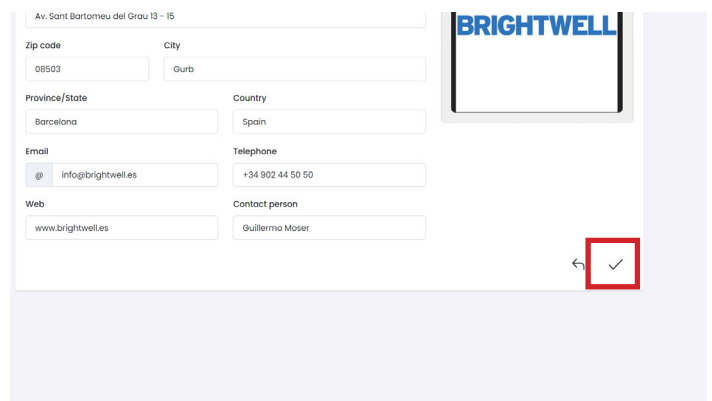 Av. Sant Bartomeu del Grau 13 - 15
BRIGHTWELL
Zip code
City
08503
Gurb
Province/State
Country
Barcelona
Spain
Email
Telephone
@ info@brightwell.es
+34 902 44 50 50
Web
Contact person
www.brightwell.es
Guillermo Moser